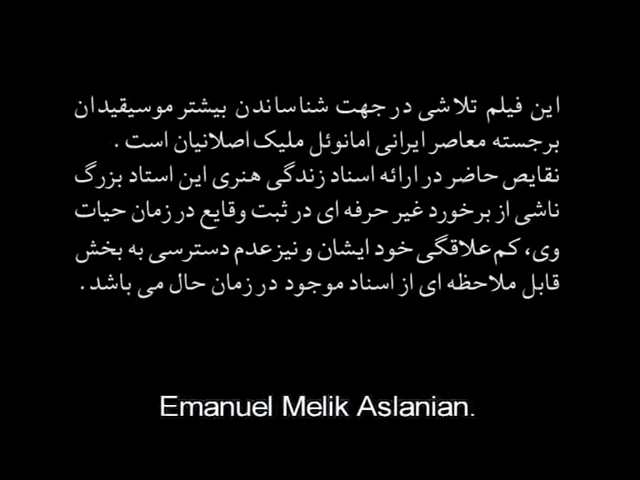 این فیلم تلاشی در جهت شناساندن بیشتر موسیقیدان
برجسته معاصر ایرانی امانوئل ملیک اصلانیان است .
نقایص حاضر در ارائه اسناد زندگی هنری این استاد بزرگ
ناشی از برخورد غیر حرفه ای در ثبت وقایع در زمان حیات
وی، کم علاقگی خود ایشان و نیز عدم دسترسی به بخش
قابل ملاحظه ای از اسناد موجود در زمان حال می باشد .
Emanuel Melik Aslanian.